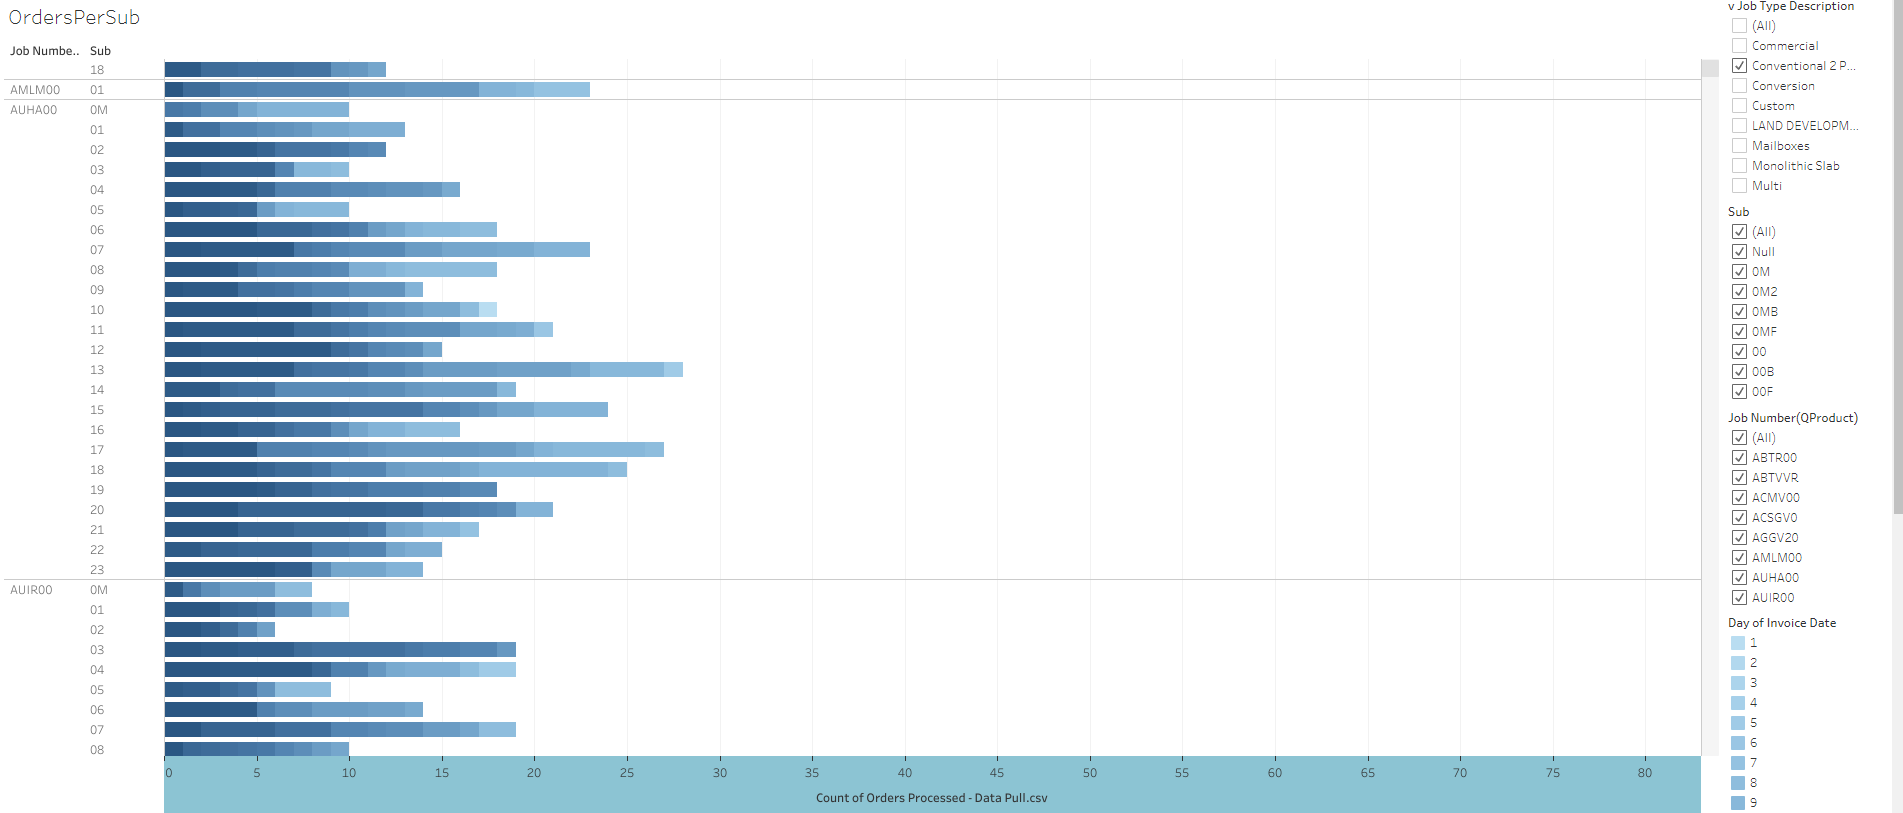 OrdersPerSub
Job Numbe.. Sub
18
AMLM00 01
AUHA00 0M
01
02
03
04
05
06
07
08
09
10
11
12
13
14
15
16
17
18
19
20
21
22
23
AUIR00 0M
01
02
03
04
05
06
07
08
0 5 10 15 20 25 30 35 40 45 50 55 60 65 70 75 80
Count of Orders Processed - Data Pull.csv
v Job Type Description
(All)
Commercial
Conventional 2 P...
Conversion
Custom
LAND DEVELOPM...
Mailboxes
Monolithic Slab
Multi
Sub
(All)
Null
0M
0M2
0MB
0MF
00
00B
00F
Job Number(QProduct)
(All)
ABTR00
ABTVVR
ACMV00
ACSGV0
AGGV20
AMLM00
AUHA00
AUIR00
Day of Invoice Date
1
2
3
4
5
6
7
8
9